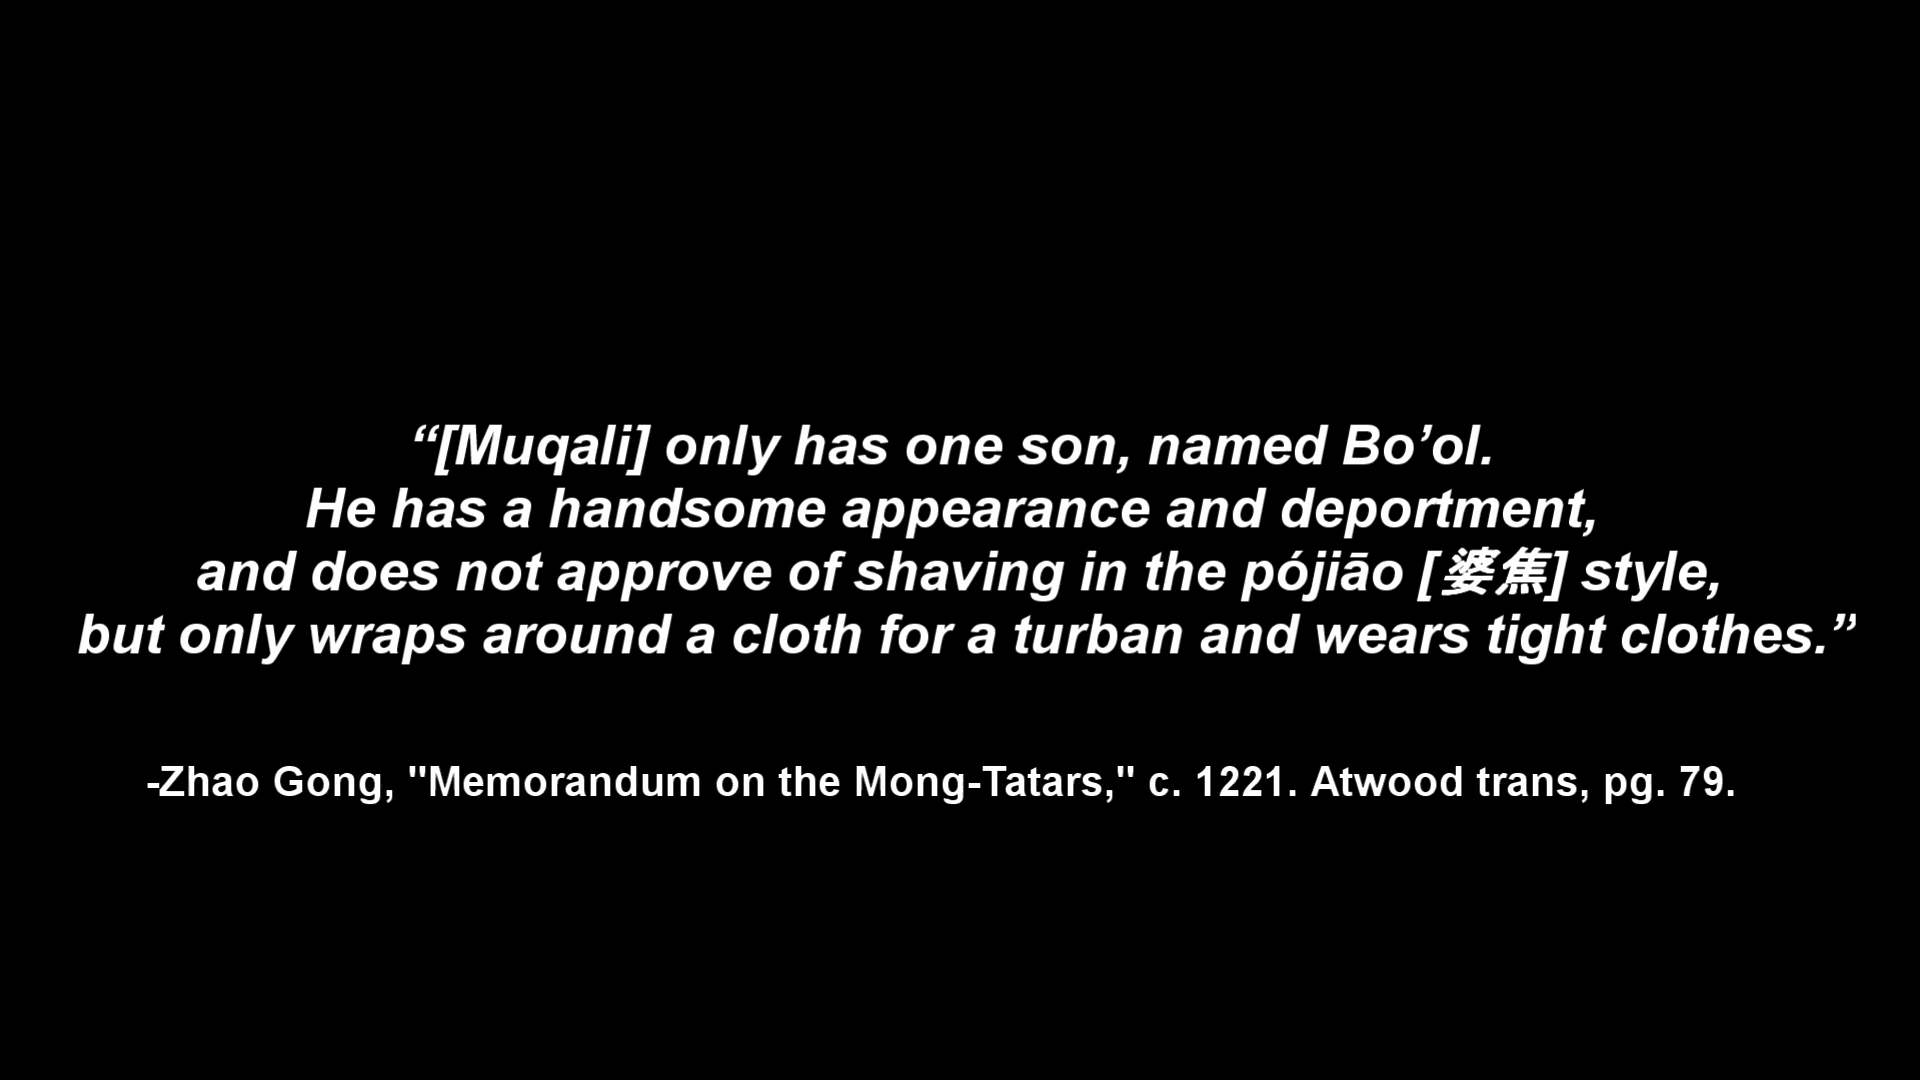 “[Muqali] only has one son, named Bo’ol.
He has a handsome appearance and deportment,
and does not approve of shaving in the pójiāo [婆焦] style,
but only wraps around a cloth for a turban and wears tight clothes.”
-Zhao Gong, "Memorandum on the Mong-Tatars," c. 1221. Atwood trans, pg. 79.